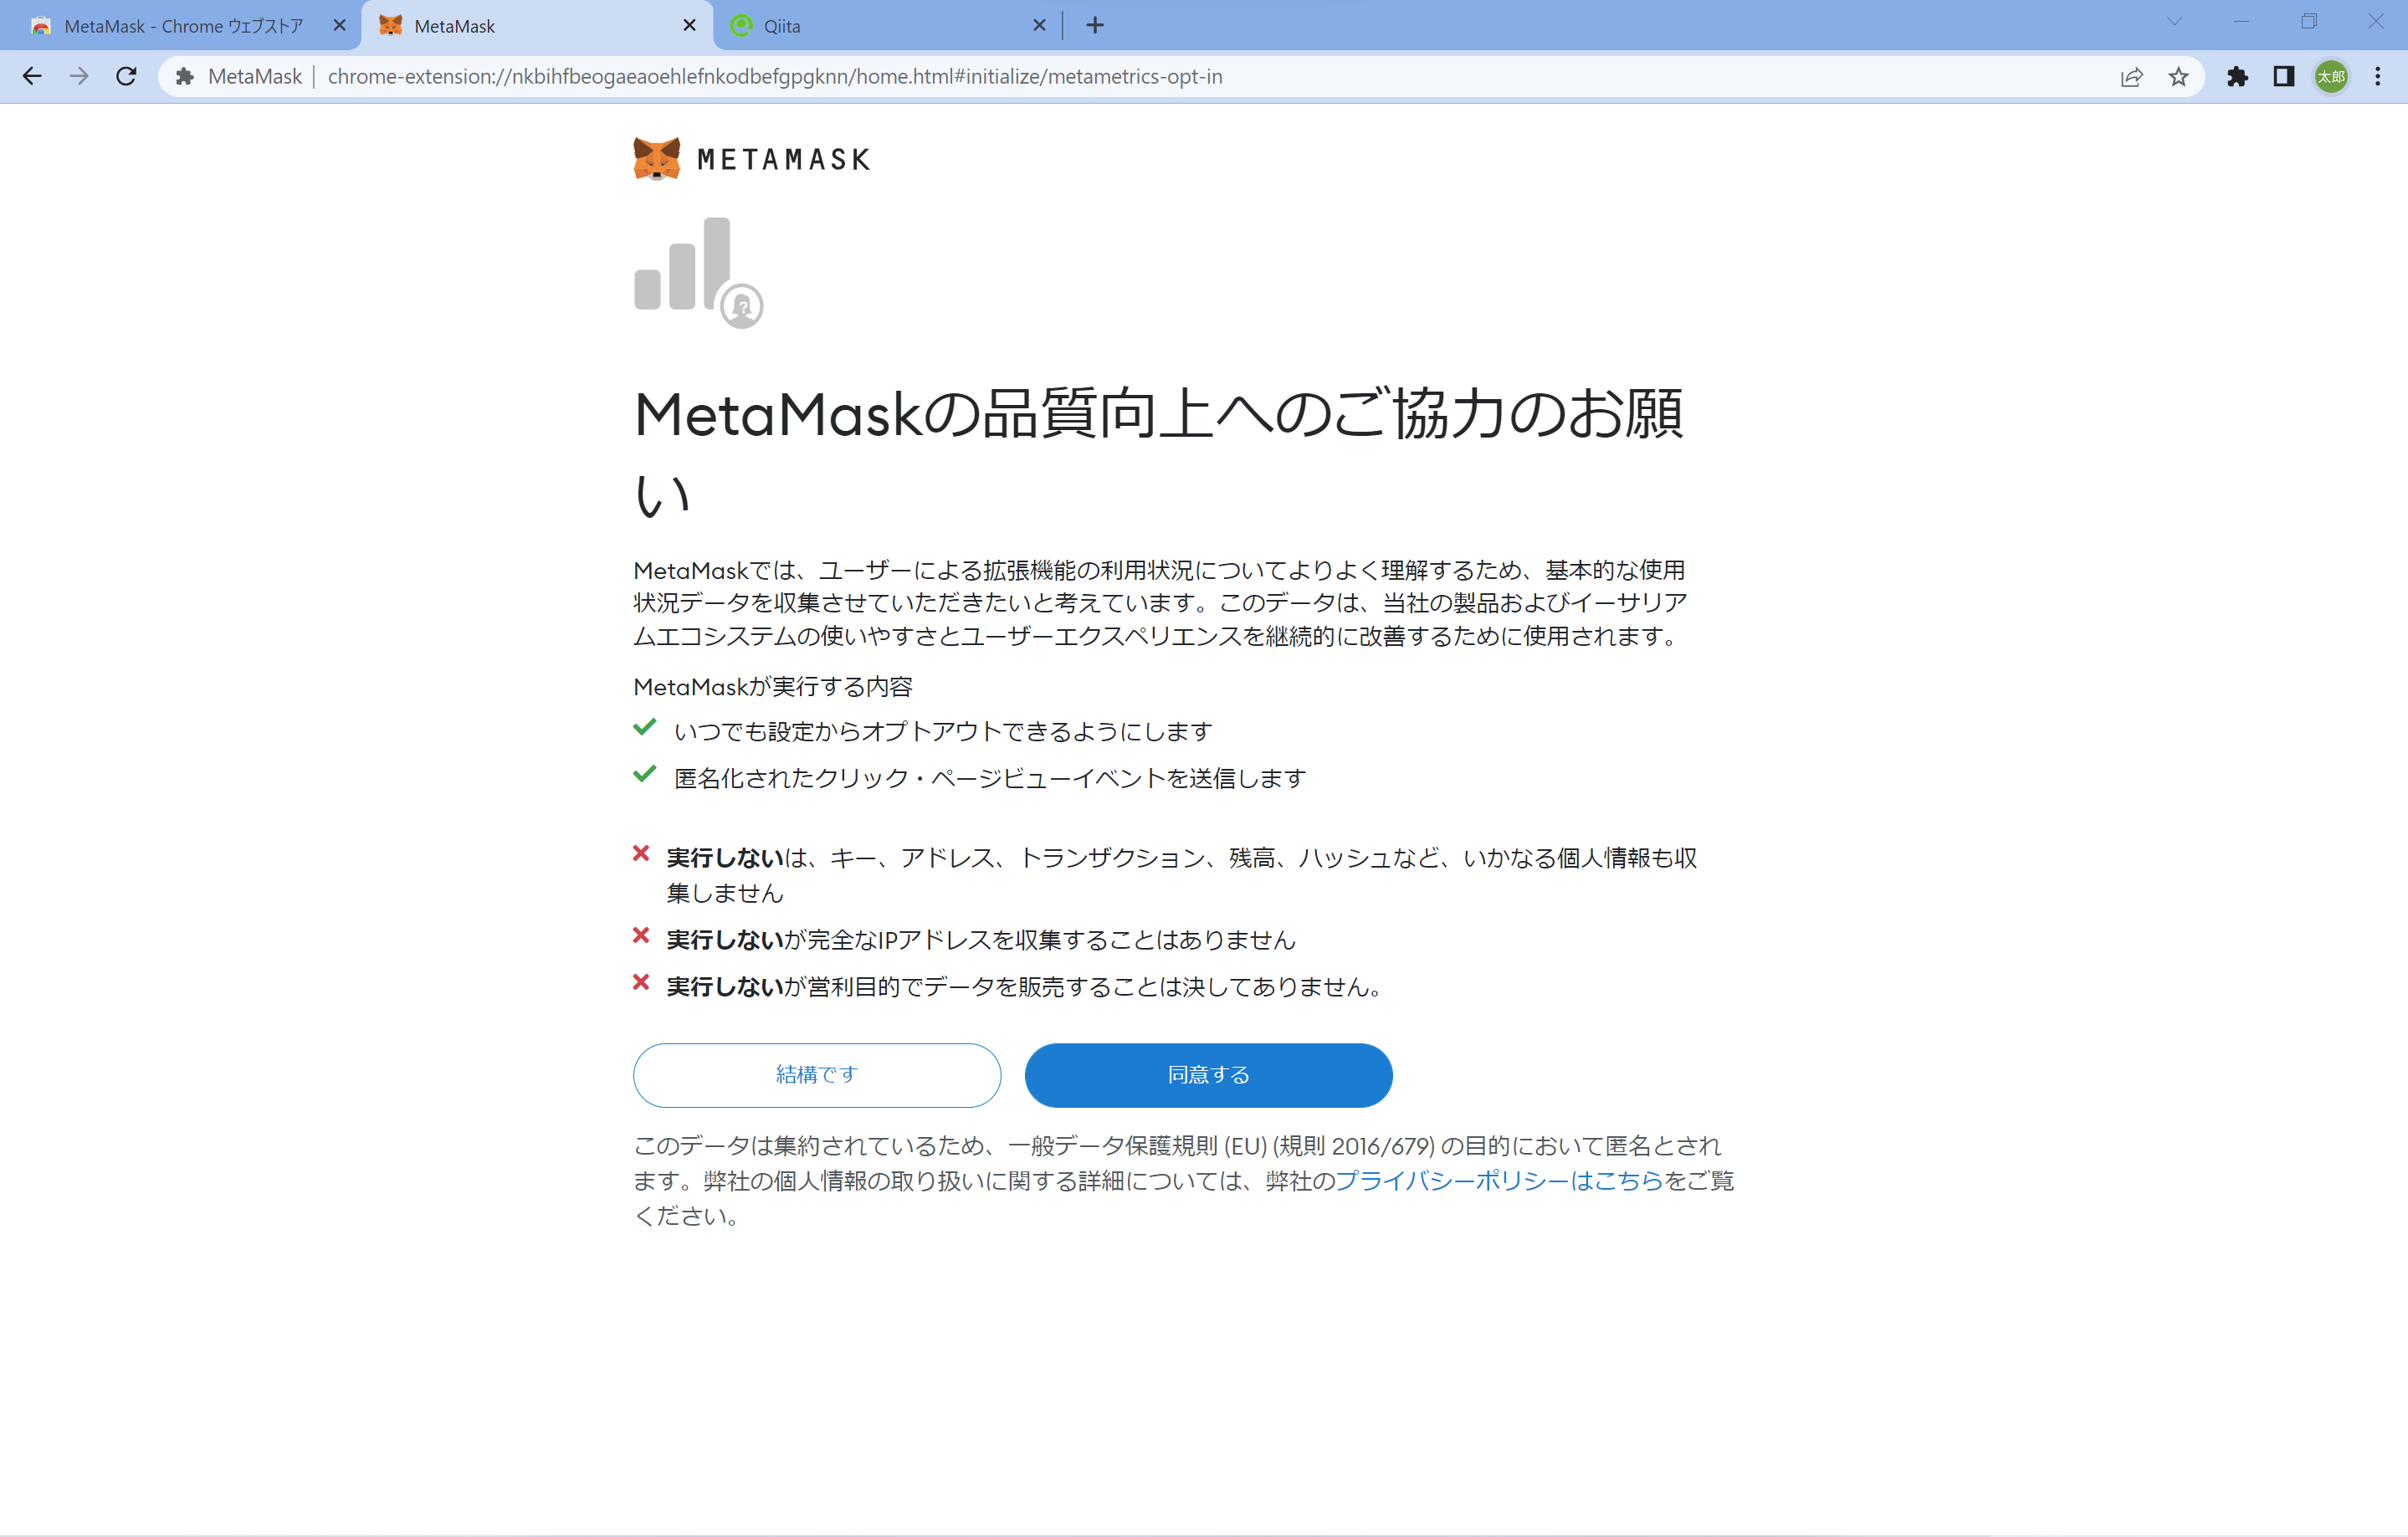 MetaMask - Chrome ウェブストア
MetaMask
Qiita
MetaMask
chrome-extension://nkbihfbeogaeaoehlefnkodbefgpgknn/home.html#initialize/metametrics-opt-in
太郎
METAMASK
?
MetaMaskの品質向上へのご協力のお願
い
MetaMaskでは、ユーザーによる拡張機能の利用状況についてよりよく理解するため、基本的な使用
状況データを収集させていただきたいと考えています。このデータは、当社の製品およびイーサリア
ムエコシステムの使いやすさとユーザーエクスペリエンスを継続的に改善するために使用されます。
MetaMaskが実行する内容
いつでも設定からオプトアウトできるようにします
匿名化されたクリック・ページビューイベントを送信します
実行しないは、キー、アドレス、トランザクション、残高、ハッシュなど、いかなる個人情報も収
集しません
実行しないが完全なIPアドレスを収集することはありません
実行しないが営利目的でデータを販売することは決してありません。
結構です
同意する
このデータは集約されているため、一般データ保護規則 (EU) (規則 2016/679) の目的において匿名とされ
ます。弊社の個人情報の取り扱いに関する詳細については、弊社のプライバシーポリシーはこちらをご覧
ください。